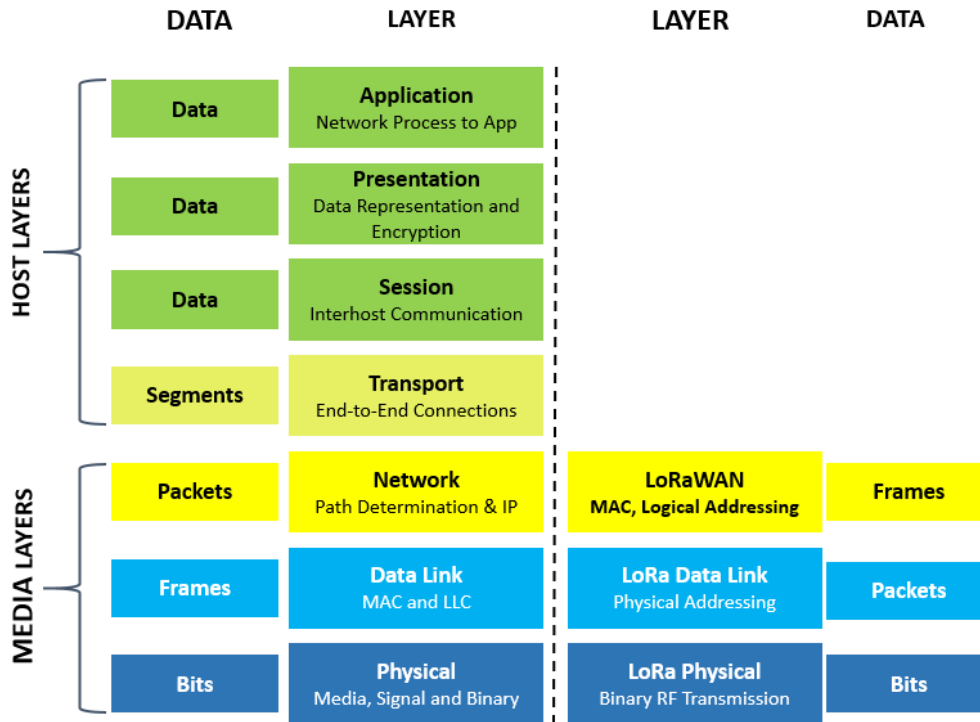 DATA LAYER LAYER DATA
HOST LAYERS
Data
Application
Network Process to App
Data
Presentation
Data Representation and
Encryption
Data
Session
Interhost Communication
Segments
Transport
End-to-End Connections
MEDIA LAYERS
Packets
Network
Path Determination & IP
LoRaWAN
MAC, Logical Addressing
Frames
Frames
Data Link
MAC and LLC
LoRa Data Link
Physical Addressing
Packets
Bits
Physical
Media, Signal and Binary
LoRa Physical
Binary RF Transmission
Bits